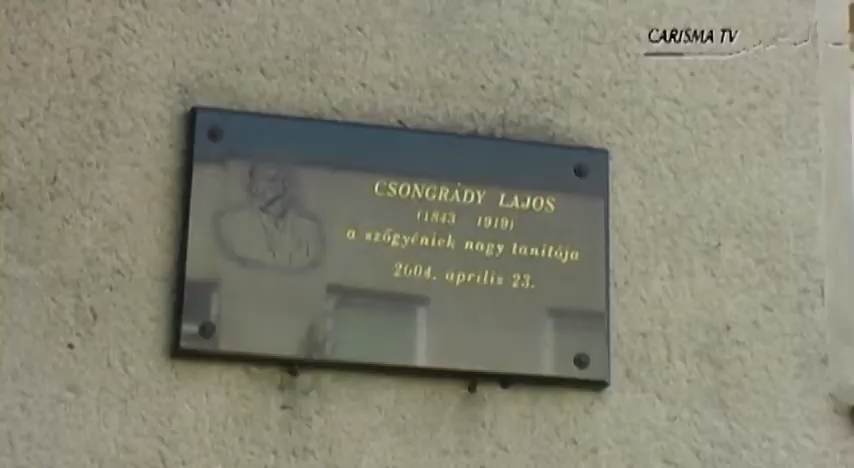 CARISMA TV
CSONGRÁDY LAJOS
(1843 1919)
a szőgyéniek nagy tanítója
2004. április 23.